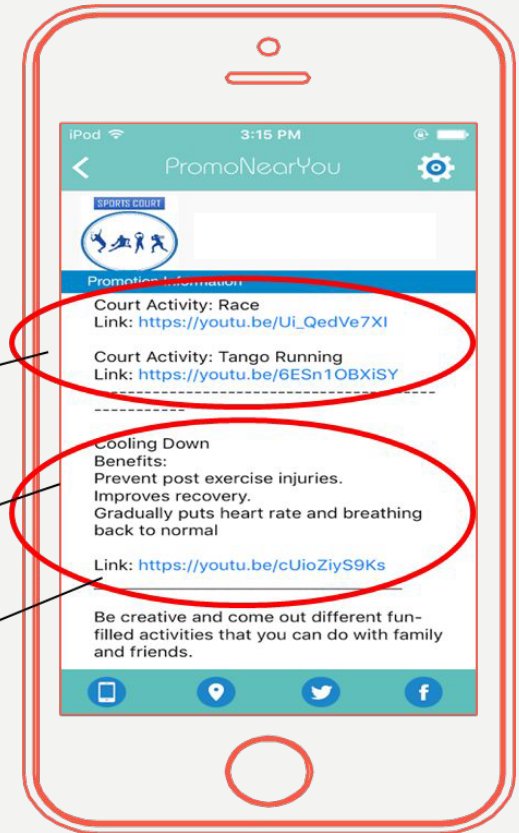 iPod
3:15 PM
PromoNearYou
SPORTS COURT
Promotion Information
Court Activity: Race
Link: https://youtu.be/Ui_QedVe7XI
Court Activity: Tango Running
Link: https://youtu.be/6ESn1OBXiSY
-----------------------------------------
-----------
Cooling Down
Benefits:
Prevent post exercise injuries.
Improves recovery.
Gradually puts heart rate and breathing
back to normal
Link: https://youtu.be/cUioZiyS9Ks
Be creative and come out different fun-
filled activities that you can do with family
and friends.